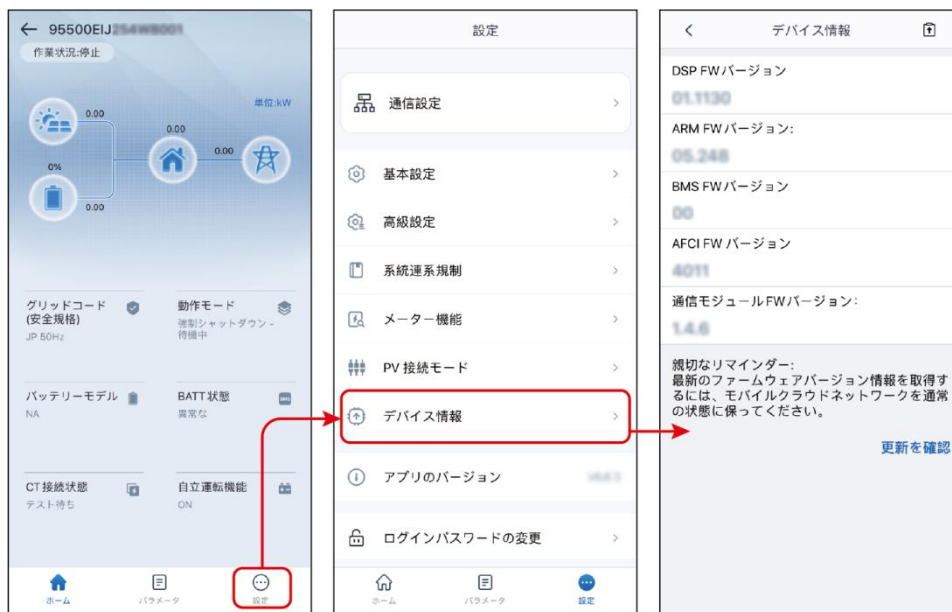 95500EIJ
作業状況:停止
単位:kW
0.00
0.00
0.00
0%
0.00
グリッドコード
(安全規格)
JP 50Hz
動作モード
強制シャットダウン -
待機中
バッテリーモデル
NA
BATT 状態
異常な
CT 接続状態
テスト待ち
自立運転機能
ON
ホーム
パラメータ
設定
設定
通信設定
基本設定
高級設定
系統連系規制
メーター機能
PV 接続モード
デバイス情報
アプリのバージョン
ログインパスワードの変更
ホーム
パラメータ
設定
デバイス情報
DSP FWバージョン
01.1130
ARM FWバージョン:
05.248
BMS FWバージョン
00
AFCI FW バージョン
4011
通信モジュールFWバージョン:
1.4.6
親切なリマインダー:
最新のファームウェアバージョン情報を取得す
るには、モバイルクラウドネットワークを通常
の状態に保ってください。
更新を確認